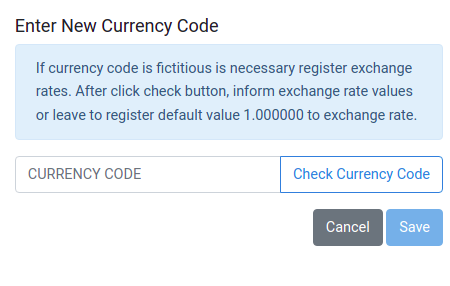 Enter New Currency Code
If currency code is fictitious is necessary register exchange
rates. After click check button, inform exchange rate values
or leave to register default value 1.000000 to exchange rate.
CURRENCY CODE
Check Currency Code
Cancel
Save